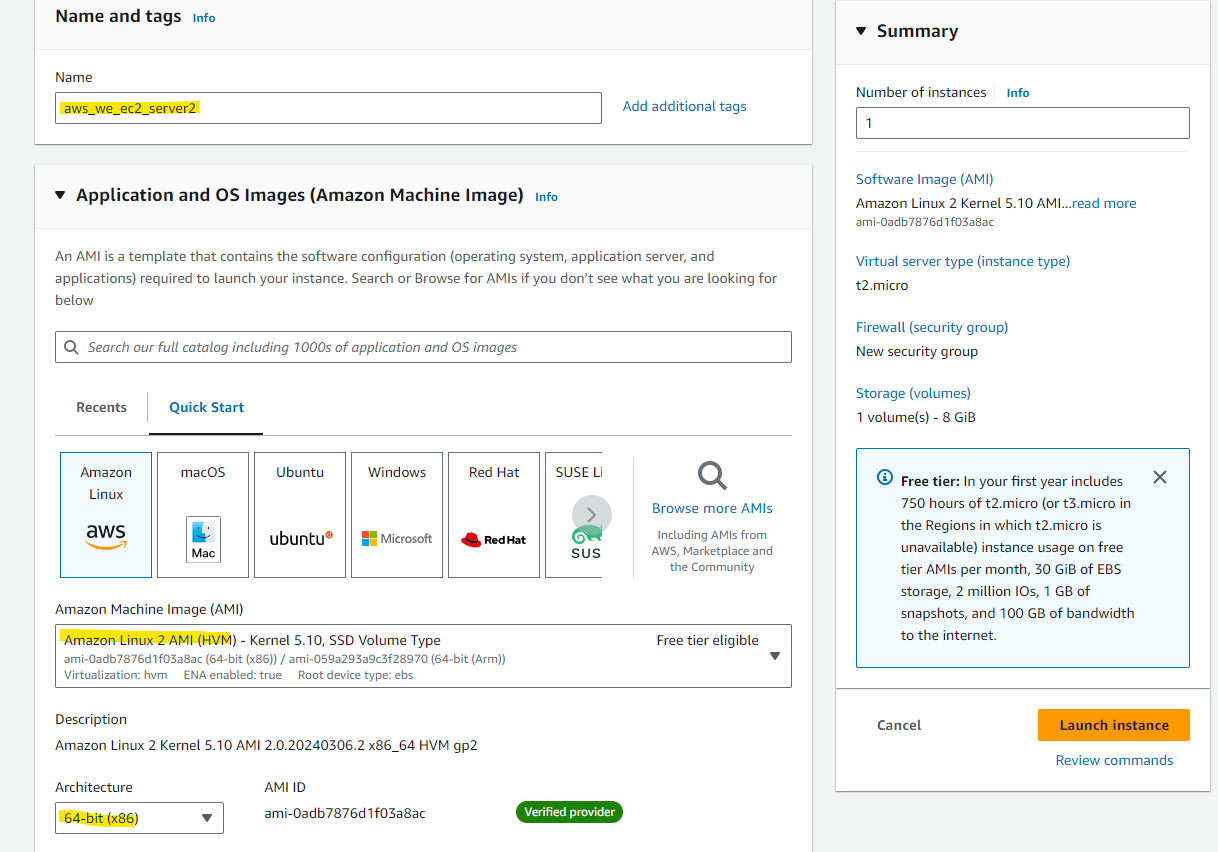 Name and tags Info
Name
aws_we_ec2_server2
Add additional tags
Application and OS Images (Amazon Machine Image) Info
An AMI is a template that contains the software configuration (operating system, application server, and
applications) required to launch your instance. Search or Browse for AMIs if you don’t see what you are looking for
below
Search our full catalog including 1000s of application and OS images
Recents
Quick Start
Amazon
Linux
aws
macOS
Mac
Ubuntu
ubuntu
Windows
Microsoft
Red Hat
Red Hat
SUSE Li
SUS
Browse more AMIs
Including AMIs from
AWS, Marketplace and
the Community
Amazon Machine Image (AMI)
Amazon Linux 2 AMI (HVM) - Kernel 5.10, SSD Volume Type
Free tier eligible
ami-0adb7876d1f03a8ac (64-bit (x86)) / ami-059a293a9c3f28970 (64-bit (Arm))
Virtualization: hvm ENA enabled: true Root device type: ebs
Description
Amazon Linux 2 Kernel 5.10 AMI 2.0.20240306.2 x86_64 HVM gp2
Architecture
64-bit (x86)
AMI ID
ami-0adb7876d1f03a8ac
Verified provider
Summary
Number of instances Info
1
Software Image (AMI)
Amazon Linux 2 Kernel 5.10 AMI...read more
ami-0adb7876d1f03a8ac
Virtual server type (instance type)
t2.micro
Firewall (security group)
New security group
Storage (volumes)
1 volume(s) - 8 GiB
Free tier: In your first year includes
750 hours of t2.micro (or t3.micro in
the Regions in which t2.micro is
unavailable) instance usage on free
tier AMIs per month, 30 GiB of EBS
storage, 2 million IOs, 1 GB of
snapshots, and 100 GB of bandwidth
to the internet.
Cancel
Launch instance
Review commands